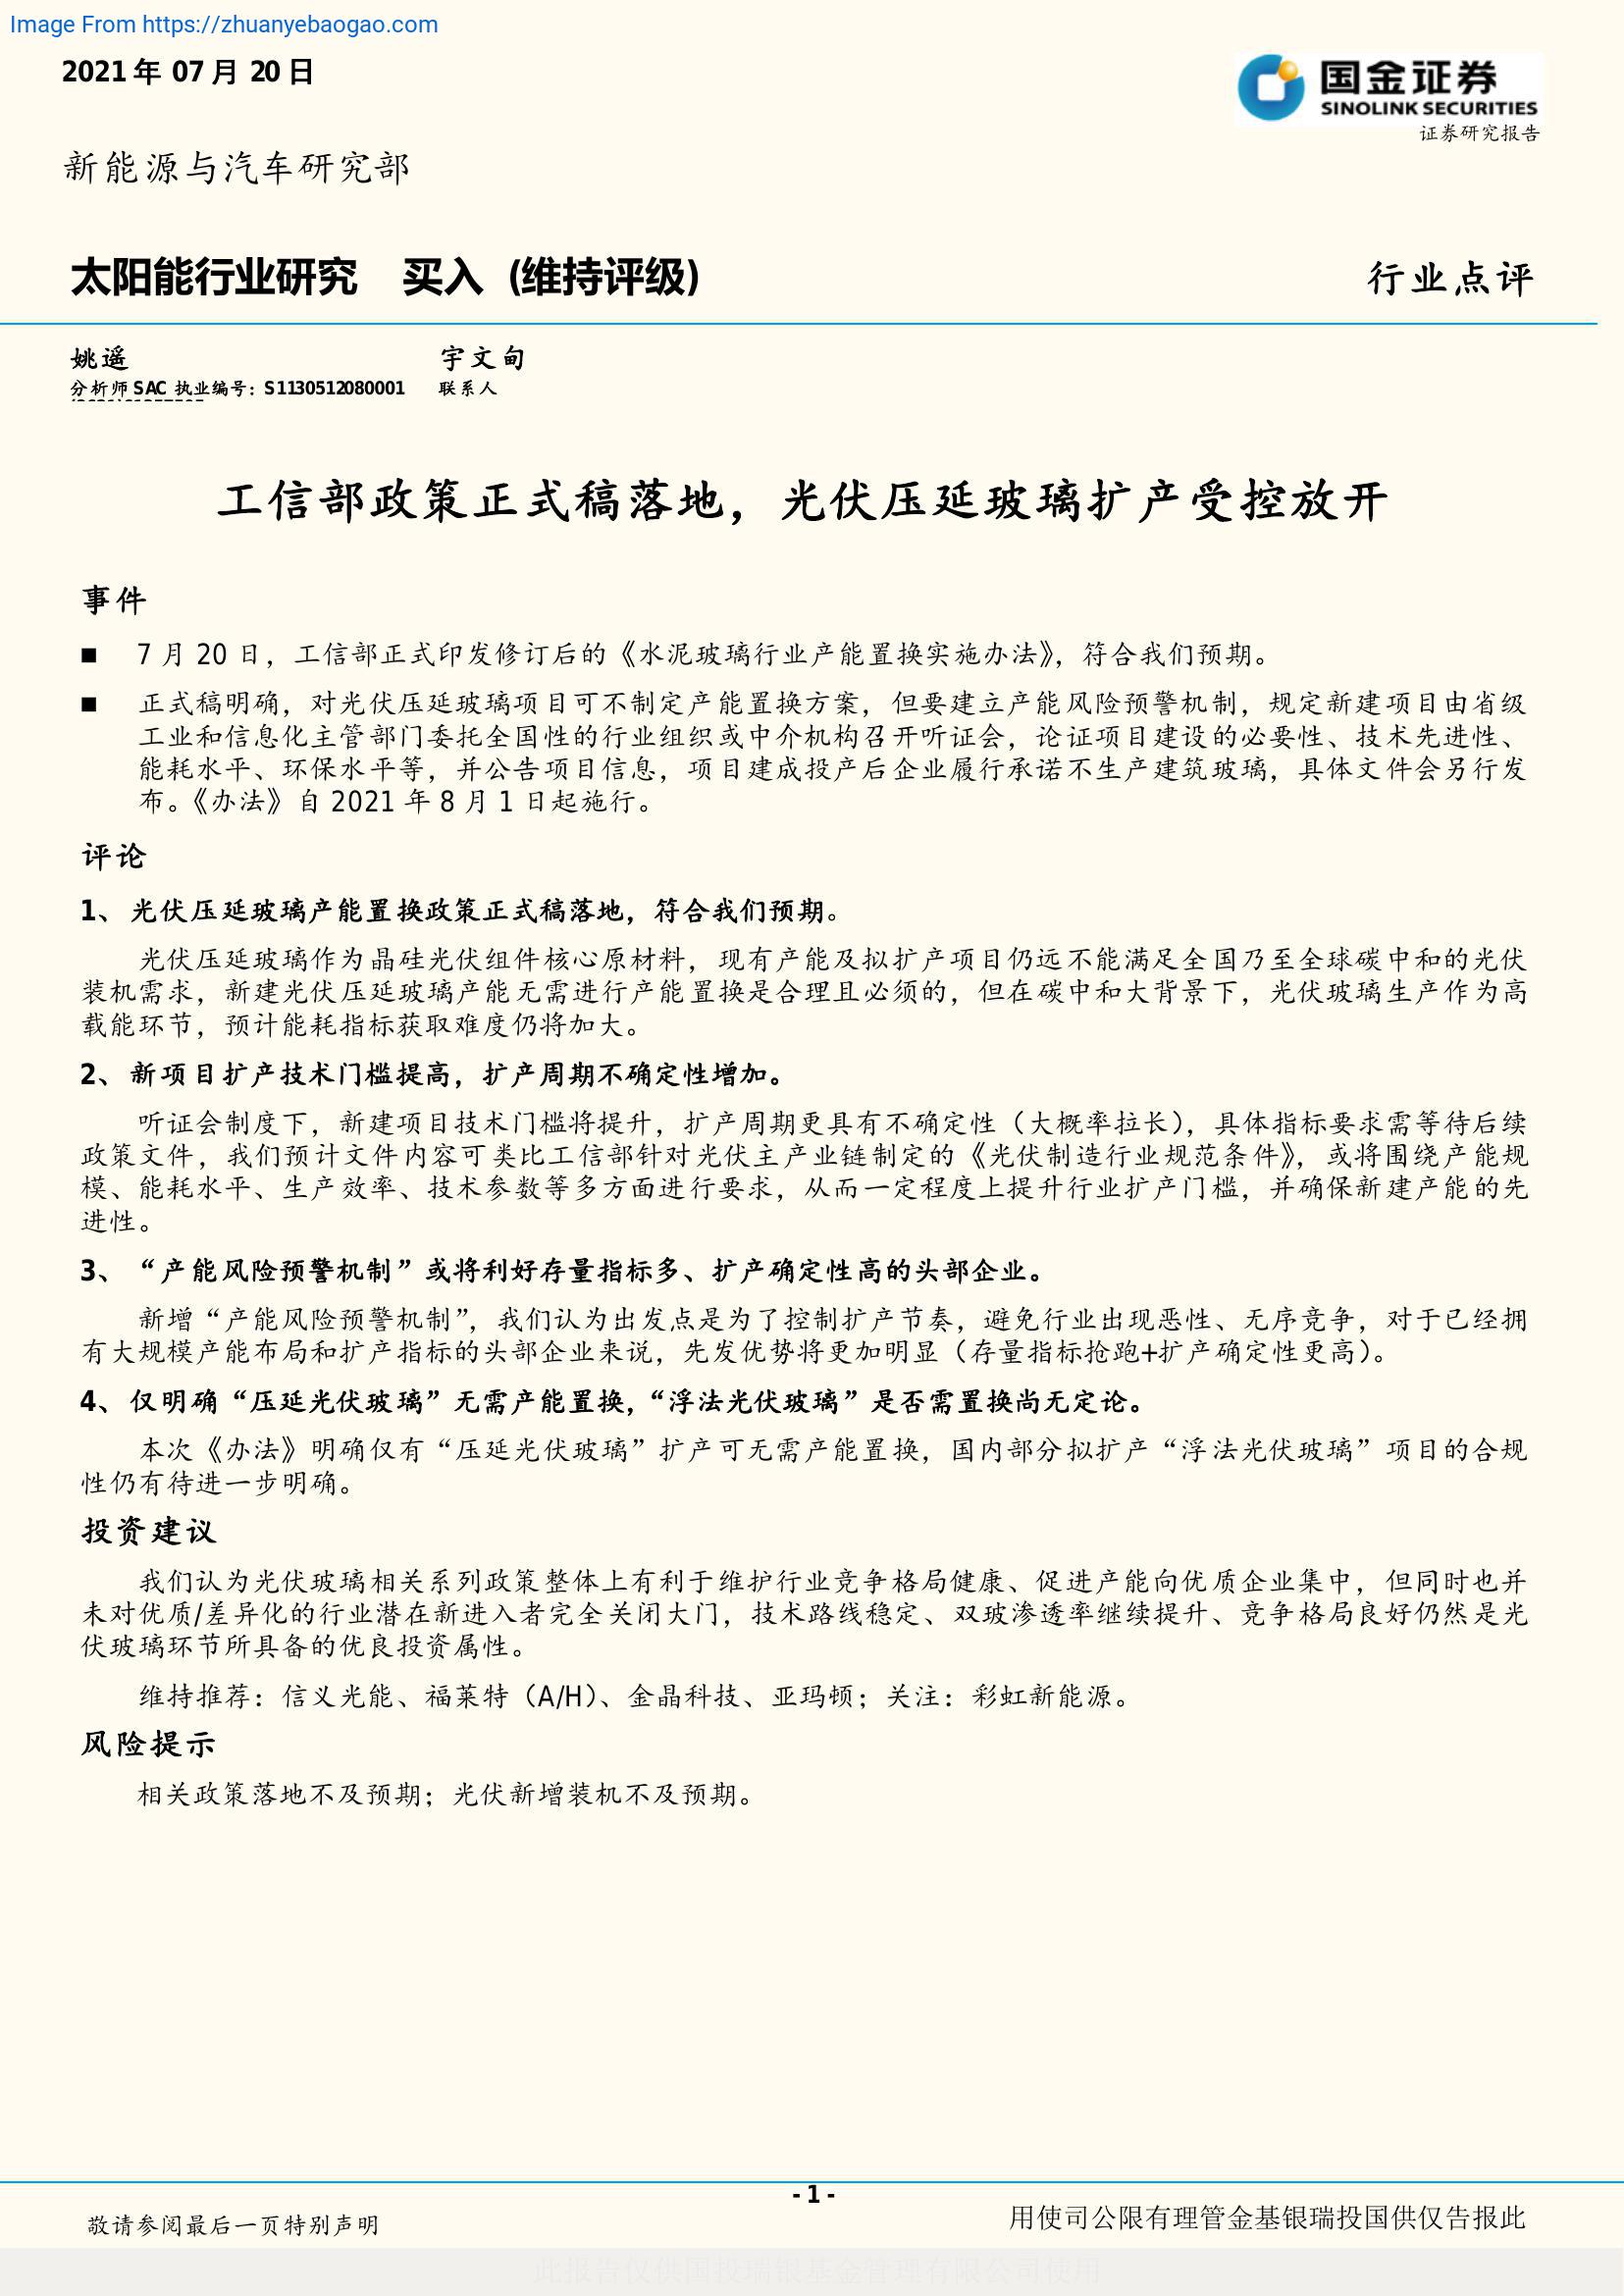 Image From https://zhuanyebaogao.com
2021 年 07 月 20 日
国金证券
SINOLINK SECURITIES
证券研究报告
新能源与汽车研究部
太阳能行业研究 买入 (维持评级)
行业点评
姚遥
宇文甸
分析师 SAC 执业编号：S1130512080001
联系人
工信部政策正式稿落地，光伏压延玻璃扩产受控放开
事件
■ 7 月 20 日，工信部正式印发修订后的《水泥玻璃行业产能置换实施办法》，符合我们预期。
■ 正式稿明确，对光伏压延玻璃项目可不制定产能置换方案，但要建立产能风险预警机制，规定新建项目由省级
工业和信息化主管部门委托全国性的行业组织或中介机构召开听证会，论证项目建设的必要性、技术先进性、
能耗水平、环保水平等，并公告项目信息，项目建成投产后企业履行承诺不生产建筑玻璃，具体文件会另行发
布。《办法》自 2021 年 8 月 1 日起施行。
评论
1、光伏压延玻璃产能置换政策正式稿落地，符合我们预期。
光伏压延玻璃作为晶硅光伏组件核心原材料，现有产能及拟扩产项目仍远不能满足全国乃至全球碳中和的光伏
装机需求，新建光伏压延玻璃产能无需进行产能置换是合理且必须的，但在碳中和大背景下，光伏玻璃生产作为高
载能环节，预计能耗指标获取难度仍将加大。
2、新项目扩产技术门槛提高，扩产周期不确定性增加。
听证会制度下，新建项目技术门槛将提升，扩产周期更具有不确定性（大概率拉长），具体指标要求需等待后续
政策文件，我们预计文件内容可类比工信部针对光伏主产业链制定的《光伏制造行业规范条件》，或将围绕产能规
模、能耗水平、生产效率、技术参数等多方面进行要求，从而一定程度上提升行业扩产门槛，并确保新建产能的先
进性。
3、“产能风险预警机制”或将利好存量指标多、扩产确定性高的头部企业。
新增“产能风险预警机制”，我们认为出发点是为了控制扩产节奏，避免行业出现恶性、无序竞争，对于已经拥
有大规模产能布局和扩产指标的头部企业来说，先发优势将更加明显（存量指标抢跑+扩产确定性更高）。
4、仅明确“压延光伏玻璃”无需产能置换，“浮法光伏玻璃”是否需置换尚无定论。
本次《办法》明确仅有“压延光伏玻璃”扩产可无需产能置换，国内部分拟扩产“浮法光伏玻璃”项目的合规
性仍有待进一步明确。
投资建议
我们认为光伏玻璃相关系列政策整体上有利于维护行业竞争格局健康、促进产能向优质企业集中，但同时也并
未对优质/差异化的行业潜在新进入者完全关闭大门，技术路线稳定、双玻渗透率继续提升、竞争格局良好仍然是光
伏玻璃环节所具备的优良投资属性。
维持推荐：信义光能、福莱特（A/H）、金晶科技、亚玛顿；关注：彩虹新能源。
风险提示
相关政策落地不及预期；光伏新增装机不及预期。
- 1 -
敬请参阅最后一页特别声明
用使司公限有理管金基银瑞投国供仅告报此
此报告仅供国投瑞银基金管理有限公司使用